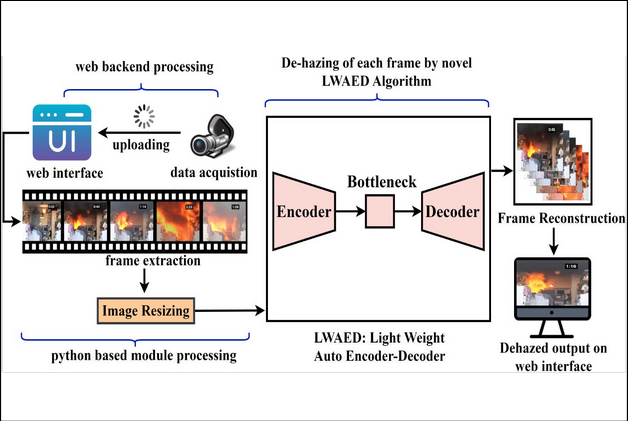 web backend processing
De-hazing of each frame by novel
LWAED Algorithm
UI
uploading
web interface
data acquistion
Bottleneck
Encoder
Decoder
Frame Reconstruction
frame extraction
Image Resizing
LWAED: Light Weight
Auto Encoder-Decoder
python based module processing
Dehazed output on
web interface